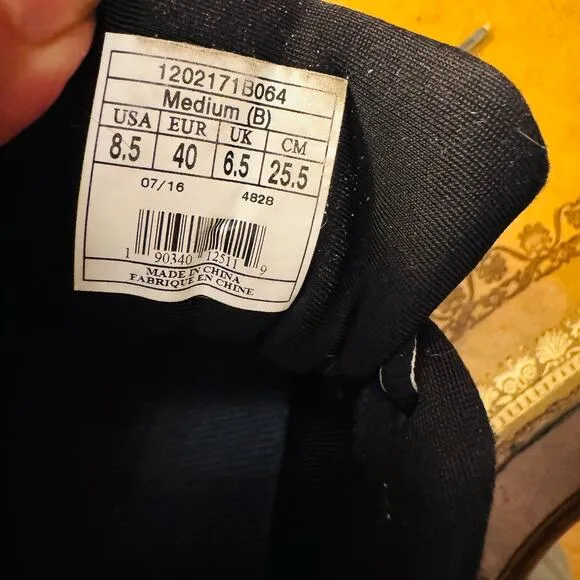 1202171B064
Medium (B)
USA EUR UK CM
8.5 40 6.5 25.5
07/16 4828
1 90340 12511 9
MADE IN CHINA
FABRIQUE EN CHINE